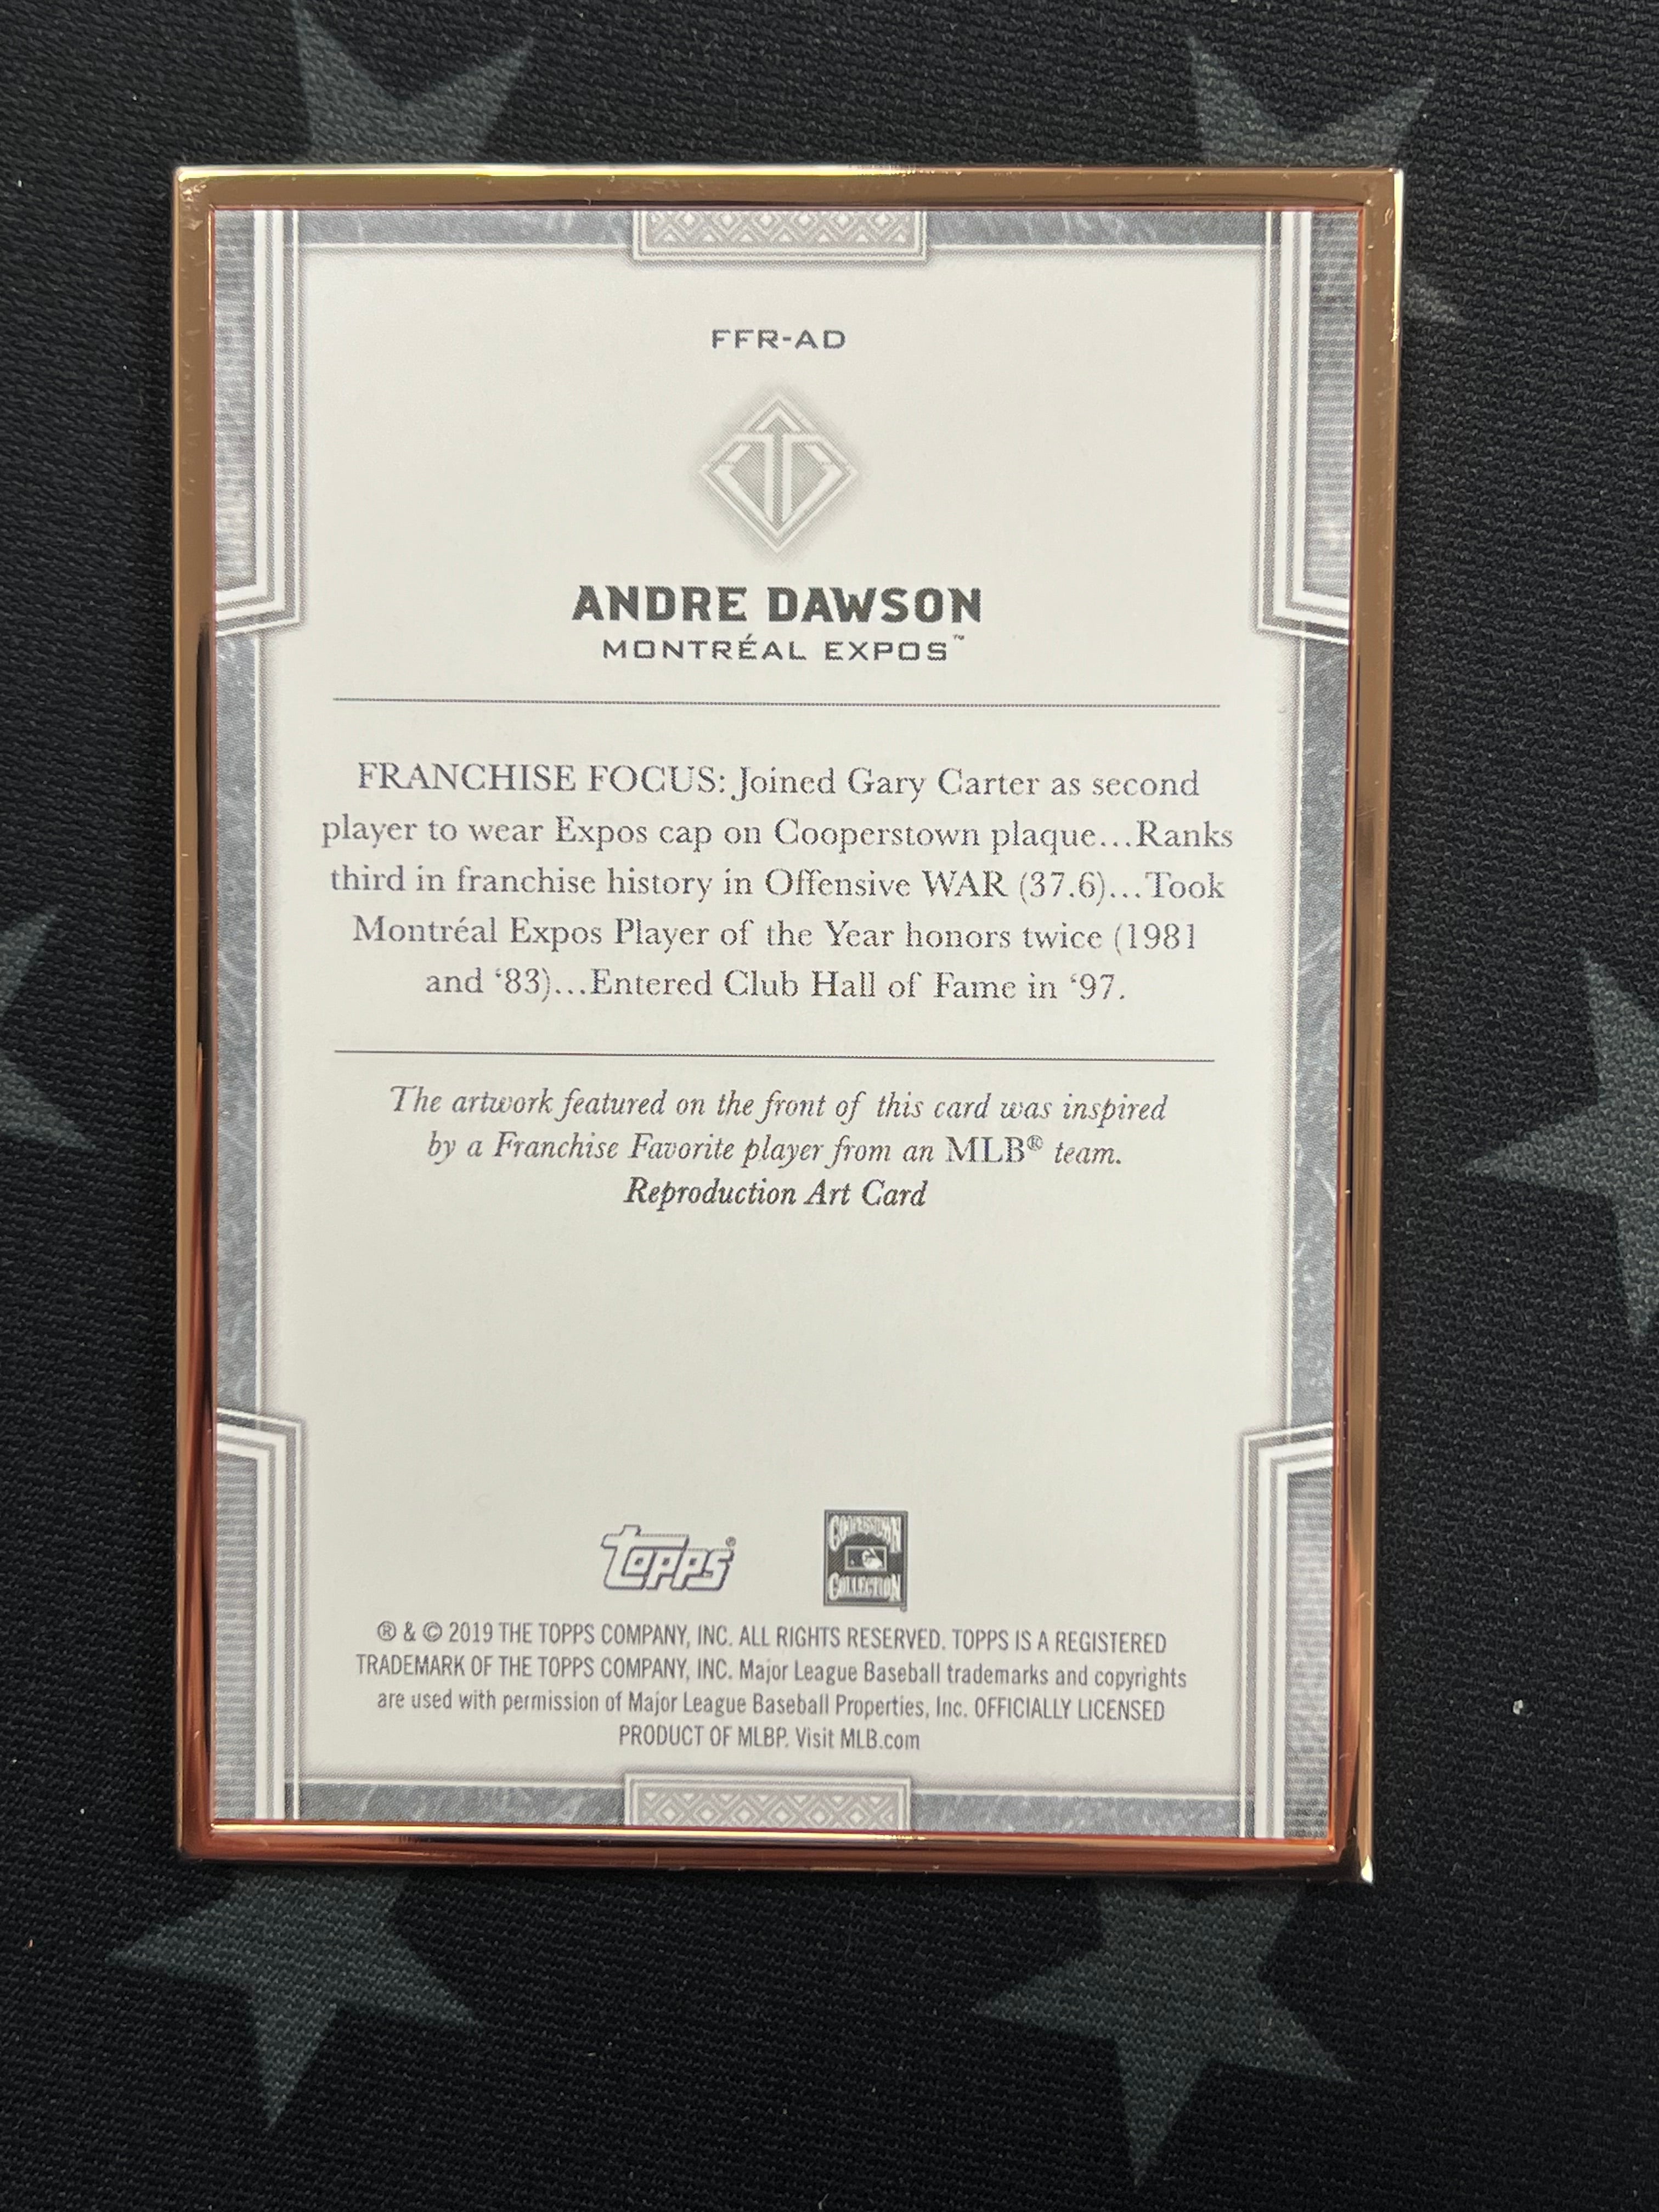 FFR-AD
ANDRE DAWSON
MONTRÉAL EXPOS™
FRANCHISE FOCUS: Joined Gary Carter as second
player to wear Expos cap on Cooperstown plaque...Ranks
third in franchise history in Offensive WAR (37.6)...Took
Montréal Expos Player of the Year honors twice (1981
and ‘83)...Entered Club Hall of Fame in ‘97.
The artwork featured on the front of this card was inspired
by a Franchise Favorite player from an MLB® team.
Reproduction Art Card
topps®
COOPERSTOWN
COLLECTION
® & © 2019 THE TOPPS COMPANY, INC. ALL RIGHTS RESERVED. TOPPS IS A REGISTERED
TRADEMARK OF THE TOPPS COMPANY, INC. Major League Baseball trademarks and copyrights
are used with permission of Major League Baseball Properties, Inc. OFFICIALLY LICENSED
PRODUCT OF MLBP. Visit MLB.com